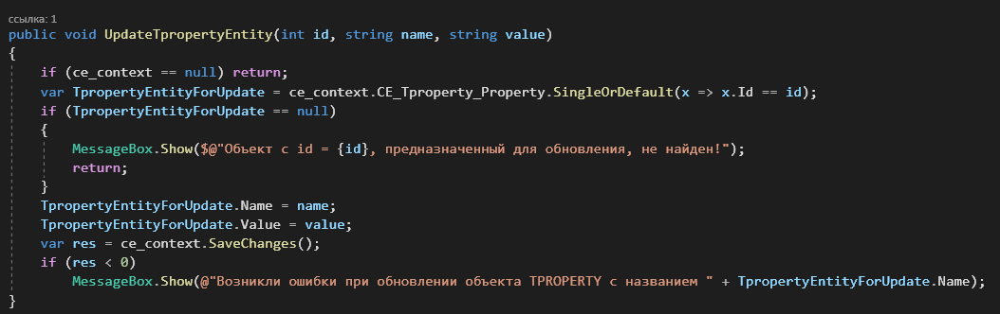 ссылка: 1
public void UpdateTpropertyEntity(int id, string name, string value)
{
if (ce_context == null) return;
var TpropertyEntityForUpdate = ce_context.CE_Tproperty_Property.SingleOrDefault(x => x.Id == id);
if (TpropertyEntityForUpdate == null)
{
MessageBox.Show($@"Объект с id = {id}, предназначенный для обновления, не найден!");
return;
}
TpropertyEntityForUpdate.Name = name;
TpropertyEntityForUpdate.Value = value;
var res = ce_context.SaveChanges();
if (res < 0)
MessageBox.Show(@"Возникли ошибки при обновлении объекта TPROPERTY с названием " + TpropertyEntityForUpdate.Name);
}